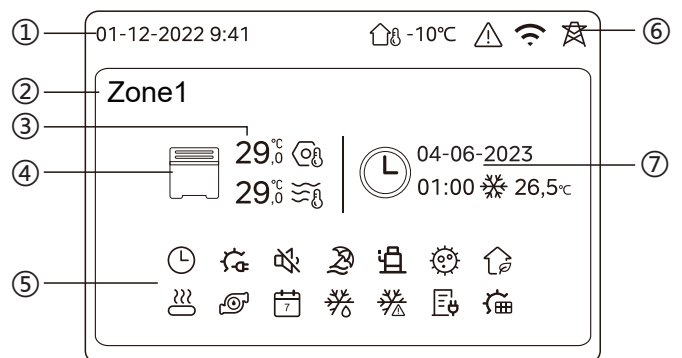 ① 01-12-2022 9:41 -10℃ ⑥
② Zone1
③
④ 29,0 ℃
29,0 ℃
04-06-2023 ⑦
01:00 26,5℃
⑤
7